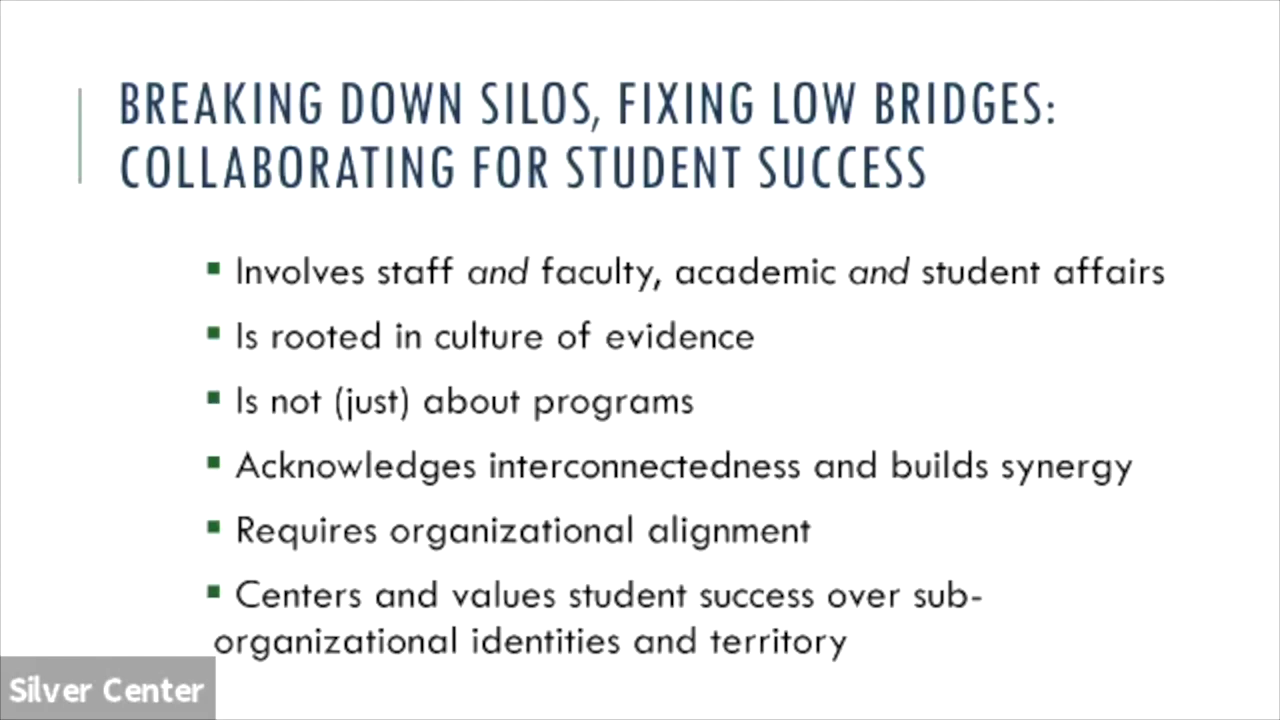 BREAKING DOWN SILOS, FIXING LOW BRIDGES:
COLLABORATING FOR STUDENT SUCCESS
▪ Involves staff and faculty, academic and student affairs
▪ Is rooted in culture of evidence
▪ Is not (just) about programs
▪ Acknowledges interconnectedness and builds synergy
▪ Requires organizational alignment
▪ Centers and values student success over sub-
organizational identities and territory
Silver Center